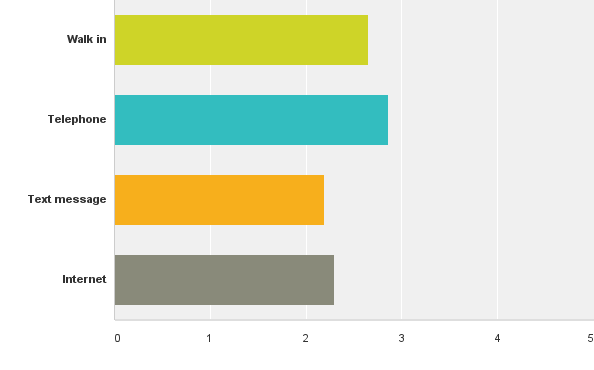 Walk in
Telephone
Text message
Internet
0 1 2 3 4 5